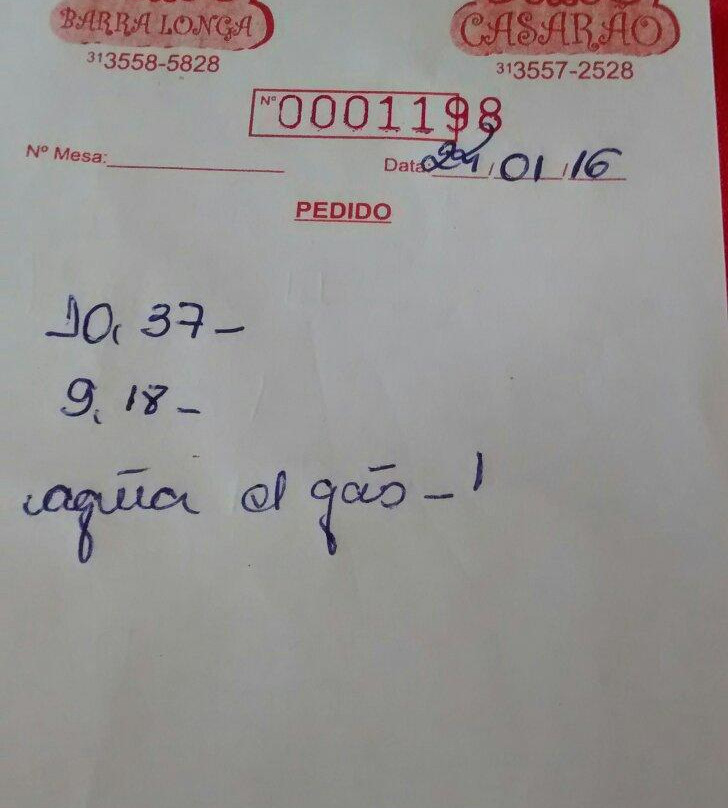 BARRA LONGA
CASARÃO
313558-5828
313557-2528
Nº 0001198
Nº Mesa:
Data 24/01/16
PEDIDO
10, 37 -
9, 18 -
agua c/ gás - 1